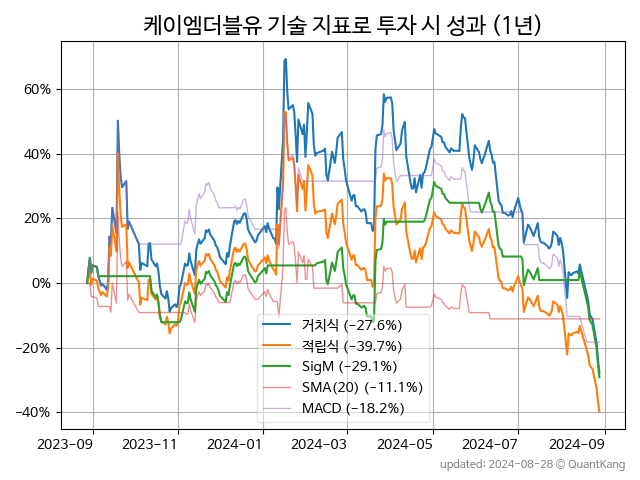 케이엠더블유 기술 지표로 투자 시 성과 (1년)
60%
40%
20%
0%
−20%
−40%
거치식 (−27.6%)
적립식 (−39.7%)
SigM (−29.1%)
SMA(20) (−11.1%)
MACD (−18.2%)
2023-09 2023-11 2024-01 2024-03 2024-05 2024-07 2024-09
updated: 2024-08-28 © QuantKang